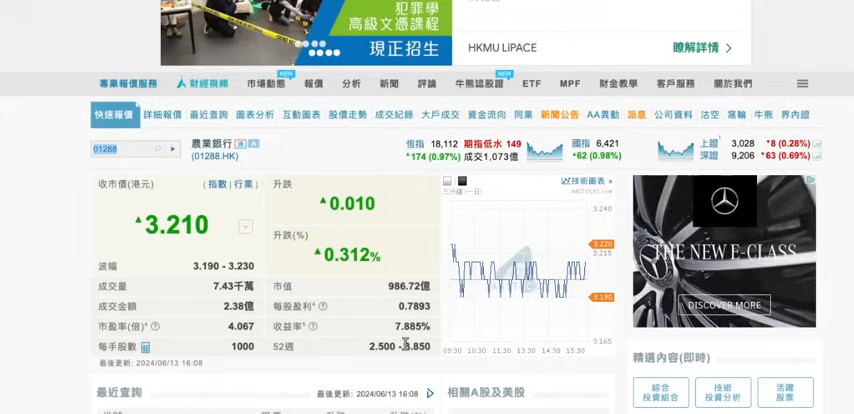 犯罪學
高級文憑課程
現正招生
HKMU LiPACE
瞭解詳情
專業報價服務 財經視頻 市場動態 NEW 報價 分析 新聞 評論 牛熊認股證 NEW ETF MPF 財金教學 客戶服務 關於我們
快速報價 詳細報價 最近查詢 圖表分析 互動圖表 股價走勢 成交紀錄 大戶成交 資金流向 同業 新聞公告 AA異動 派息 公司資料 沽空 窩輪 牛熊 界內證
01288
農業銀行 通 A
(01288.HK)
恆指 18,112 期指低水 149
▲174 (0.97%) 成交1,073億
國指 6,421
▲62 (0.98%)
上證 3,028 ▼8 (0.28%)
深證 9,206 ▼63 (0.69%)
收市價(港元) (指數|行業)
▲3.210
波幅 3.190 - 3.230
成交量 7.43千萬
成交金額 2.38億
市盈率(倍)4 4.067
每手股數 1000
升跌
▲0.010
升跌(%)
▲0.312%
市值 986.72億
每股盈利4 0.7893
收益率5 7.885%
52週 2.500 - 3.850
最後更新: 2024/06/13 16:08
技術圖表
三分鐘 (一日)
AASTOCKS.com
3.240
3.220
3.215
3.190
3.165
09:30 10:30 11:30 13:30 14:30 15:30
THE NEW E-CLASS
DISCOVER MORE
精選內容(即時)
綜合
投資組合
技術
投資分析
活躍
股票
最近查詢 最後更新: 2024/06/13 16:08
相關A股及美股